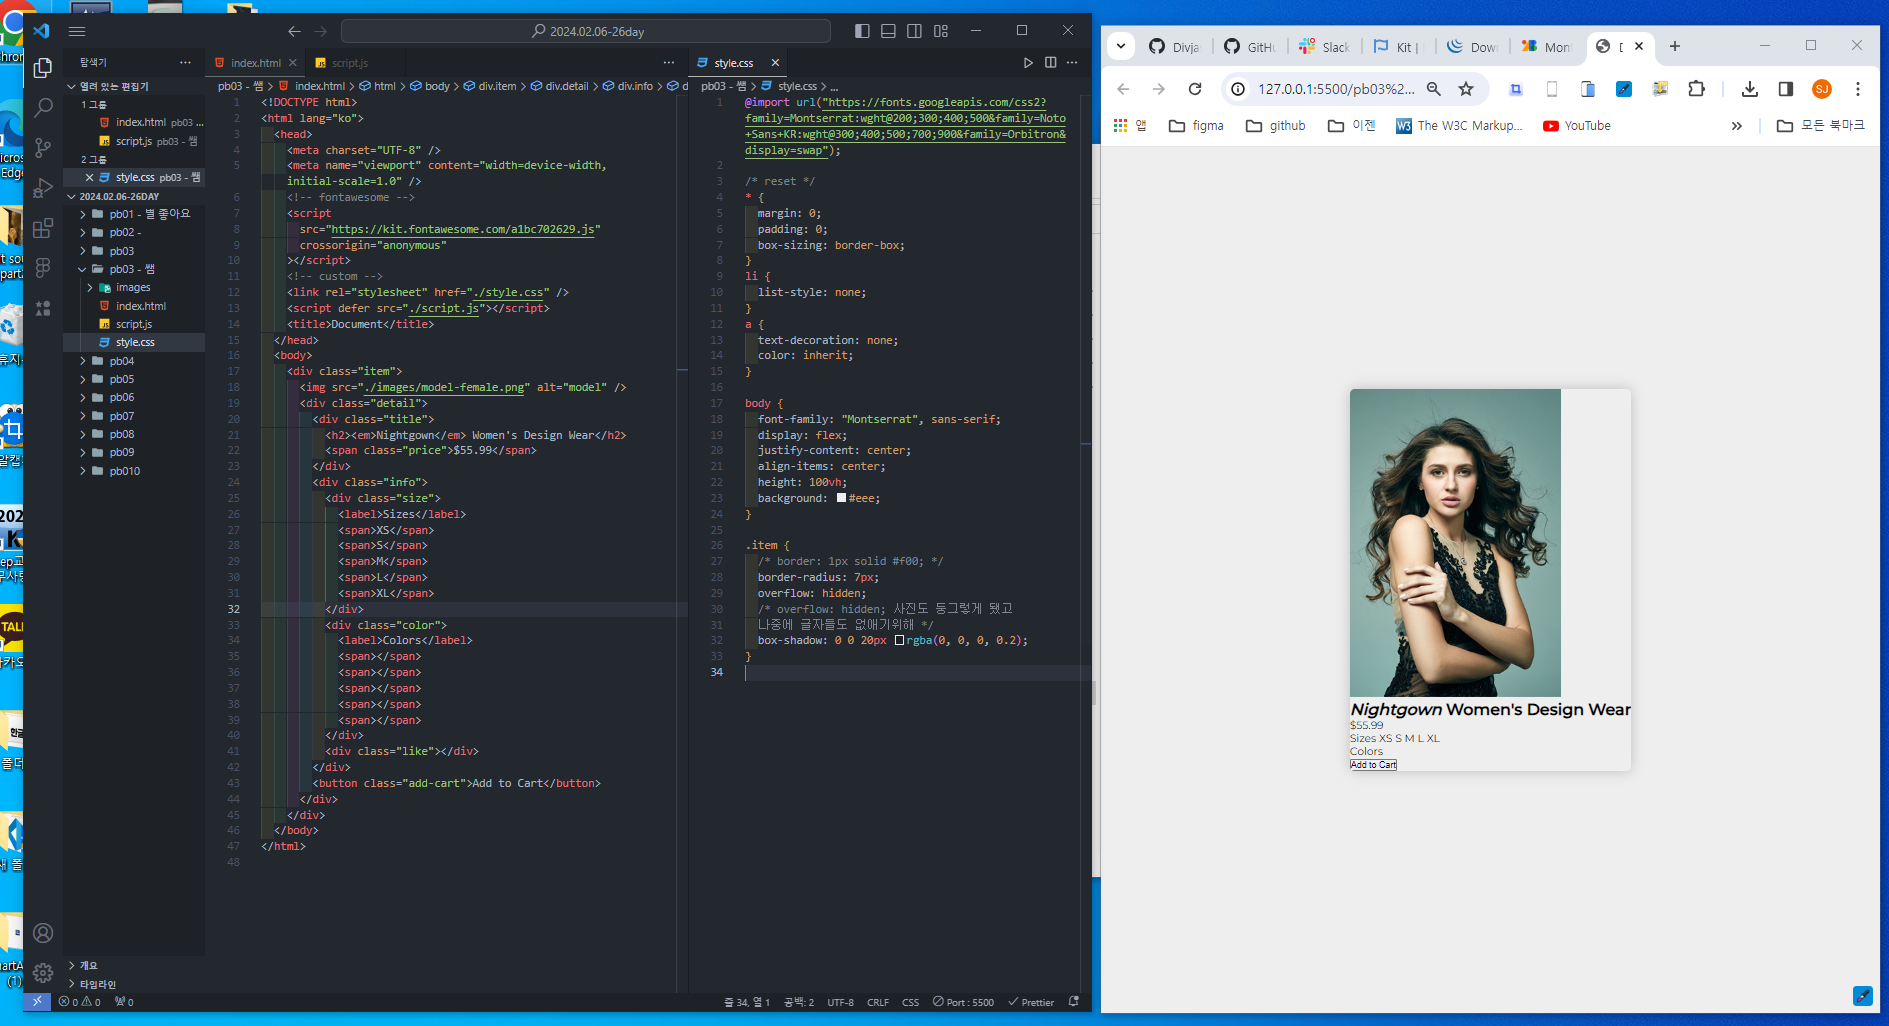 2024.02.06-26day
탐색기
index.html
script.js
style.css
열려 있는 편집기
1 그룹
index.html pb03 ...
script.js pb03 - 쌤
2 그룹
style.css pb03 - 쌤
2024.02.06-26DAY
pb01 - 별 좋아요
pb02 -
pb03
pb03 - 쌤
images
index.html
script.js
style.css
pb04
pb05
pb06
pb07
pb08
pb09
pb010
개요
타임라인
pb03 - 쌤 > index.html > html > body > div.item > div.detail > div.info > d
1 <!DOCTYPE html>
2 <html lang="ko">
3 <head>
4 <meta charset="UTF-8" />
5 <meta name="viewport" content="width=device-width,
initial-scale=1.0" />
6 <!-- fontawesome -->
7 <script
8 src="https://kit.fontawesome.com/a1bc702629.js"
9 crossorigin="anonymous"
10 ></script>
11 <!-- custom -->
12 <link rel="stylesheet" href="./style.css" />
13 <script defer src="./script.js"></script>
14 <title>Document</title>
15 </head>
16 <body>
17 <div class="item">
18 <img src="./images/model-female.png" alt="model" />
19 <div class="detail">
20 <div class="title">
21 <h2><em>Nightgown</em> Women's Design Wear</h2>
22 <span class="price">$55.99</span>
23 </div>
24 <div class="info">
25 <div class="size">
26 <label>Sizes</label>
27 <span>XS</span>
28 <span>S</span>
29 <span>M</span>
30 <span>L</span>
31 <span>XL</span>
32 </div>
33 <div class="color">
34 <label>Colors</label>
35 <span></span>
36 <span></span>
37 <span></span>
38 <span></span>
39 <span></span>
40 </div>
41 <div class="like"></div>
42 </div>
43 <button class="add-cart">Add to Cart</button>
44 </div>
45 </div>
46 </body>
47 </html>
48
pb03 - 쌤 > style.css > ...
1 @import url("https://fonts.googleapis.com/css2?
family=Montserrat:wght@200;300;400;500&family=Noto
+Sans+KR:wght@300;400;500;700;900&family=Orbitron&
display=swap");
2
3 /* reset */
4 * {
5 margin: 0;
6 padding: 0;
7 box-sizing: border-box;
8 }
9 li {
10 list-style: none;
11 }
12 a {
13 text-decoration: none;
14 color: inherit;
15 }
16
17 body {
18 font-family: "Montserrat", sans-serif;
19 display: flex;
20 justify-content: center;
21 align-items: center;
22 height: 100vh;
23 background: #eee;
24 }
25
26 .item {
27 /* border: 1px solid #f00; */
28 border-radius: 7px;
29 overflow: hidden;
30 /* overflow: hidden; 사진도 둥그렇게 됐고
31 나중에 글자들도 없애기위해 */
32 box-shadow: 0 0 20px rgba(0, 0, 0, 0.2);
33 }
34
0 0 0
줄 34, 열 1 공백: 2 UTF-8 CRLF CSS Port : 5500 Prettier
Divja GitHu Slack Kit | Dow Mon D
127.0.0.1:5500/pb03%2...
SJ
앱 figma github 이젠 The W3C Markup... YouTube » 모든 북마크
Nightgown Women's Design Wear
$55.99
Sizes XS S M L XL
Colors
Add to Cart